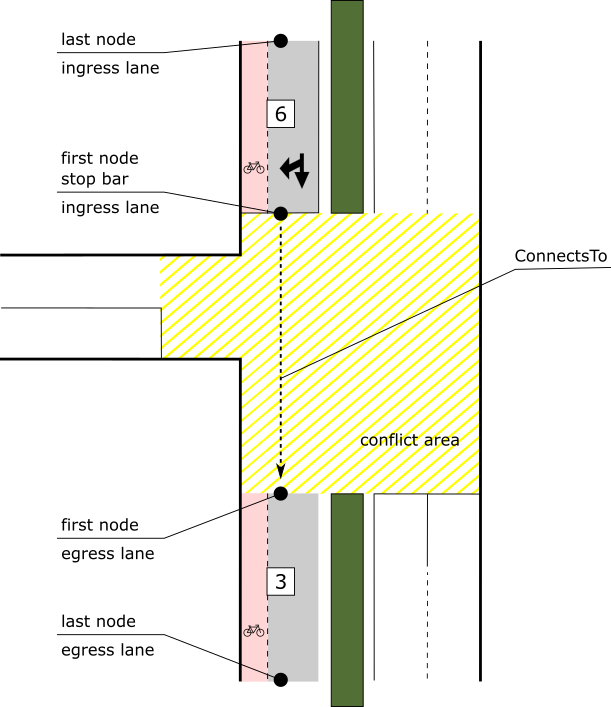 last node
ingress lane
6
first node
stop bar
ingress lane
ConnectsTo
conflict area
first node
egress lane
3
last node
egress lane